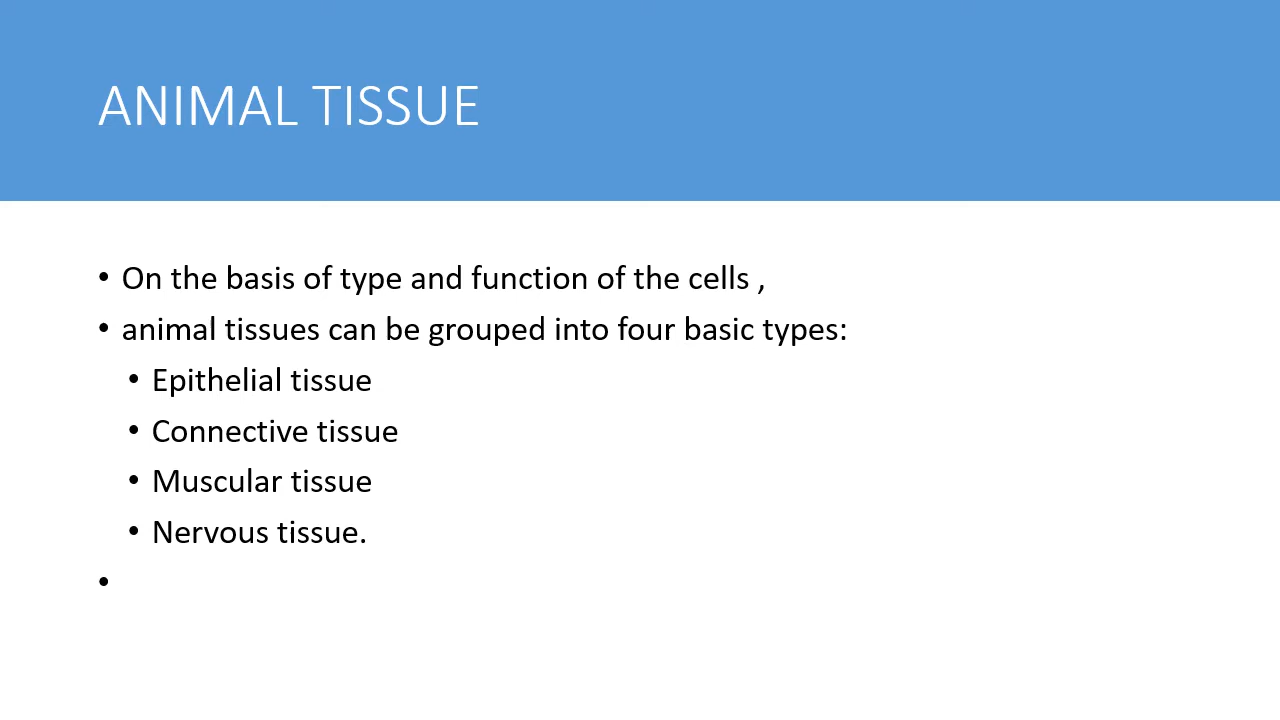 ANIMAL TISSUE
• On the basis of type and function of the cells ,
• animal tissues can be grouped into four basic types:
• Epithelial tissue
• Connective tissue
• Muscular tissue
• Nervous tissue.
•